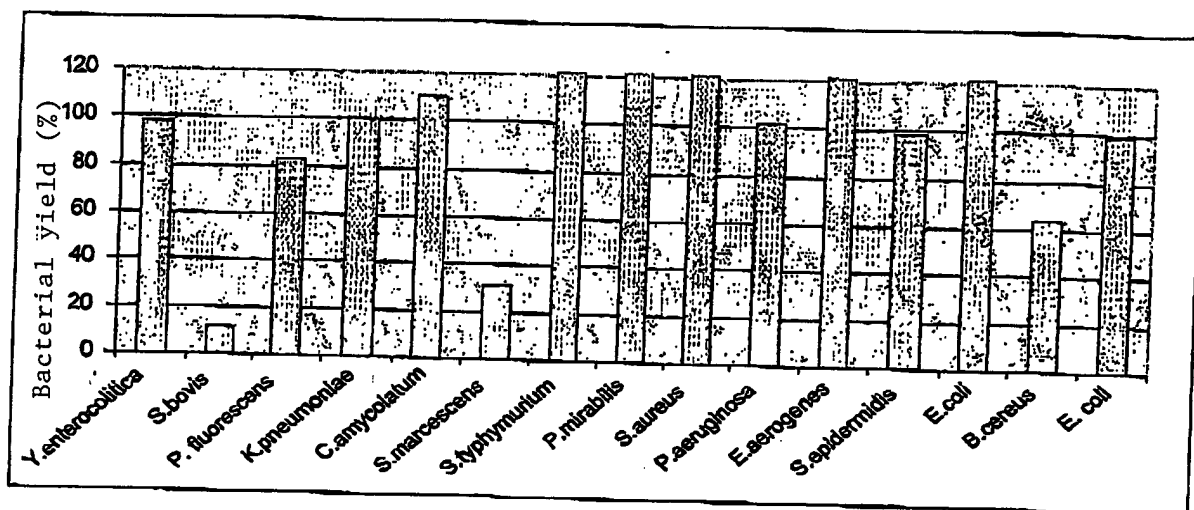 Bacterial yield (%)
120
100
80
60
40
20
0
Y.enterocolitica
S.bovis
P. fluorescens
K.pneumoniae
C.amycolatum
S.marcescens
S.typhymurium
P.mirabilis
S.aureus
P.aeruginosa
E.aerogenes
S.epidermidis
E.coli
B.cereus
E. coli